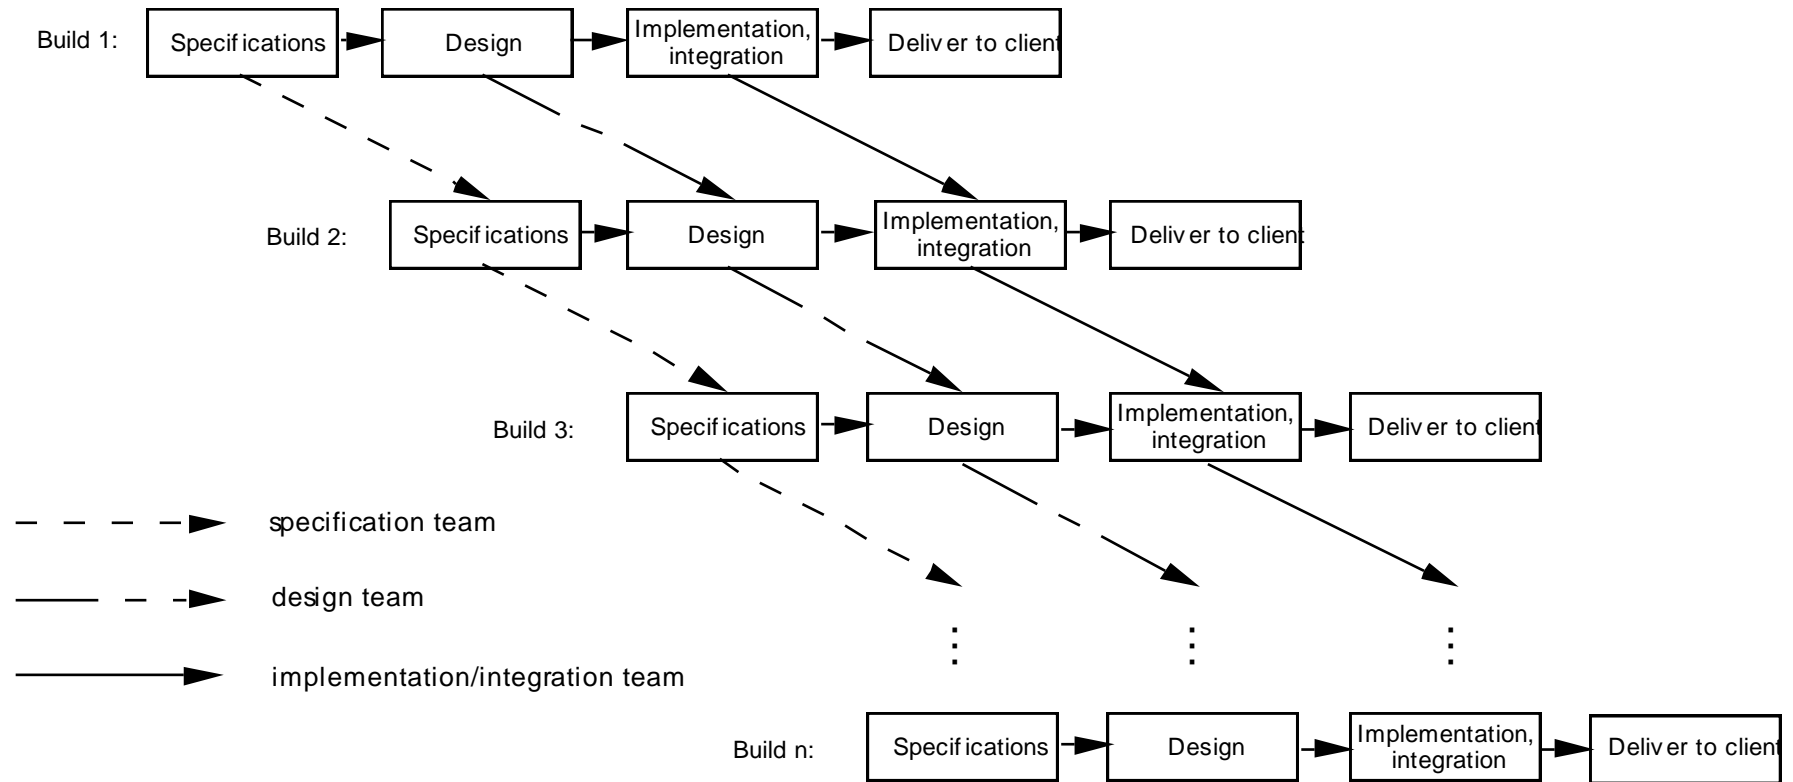 Build 1:
Specifications
Design
Implementation,
integration
Deliver to client
Build 2:
Specifications
Design
Implementation,
integration
Deliver to client
Build 3:
Specifications
Design
Implementation,
integration
Deliver to client
specification team
design team
implementation/integration team
Build n:
Specifications
Design
Implementation,
integration
Deliver to client